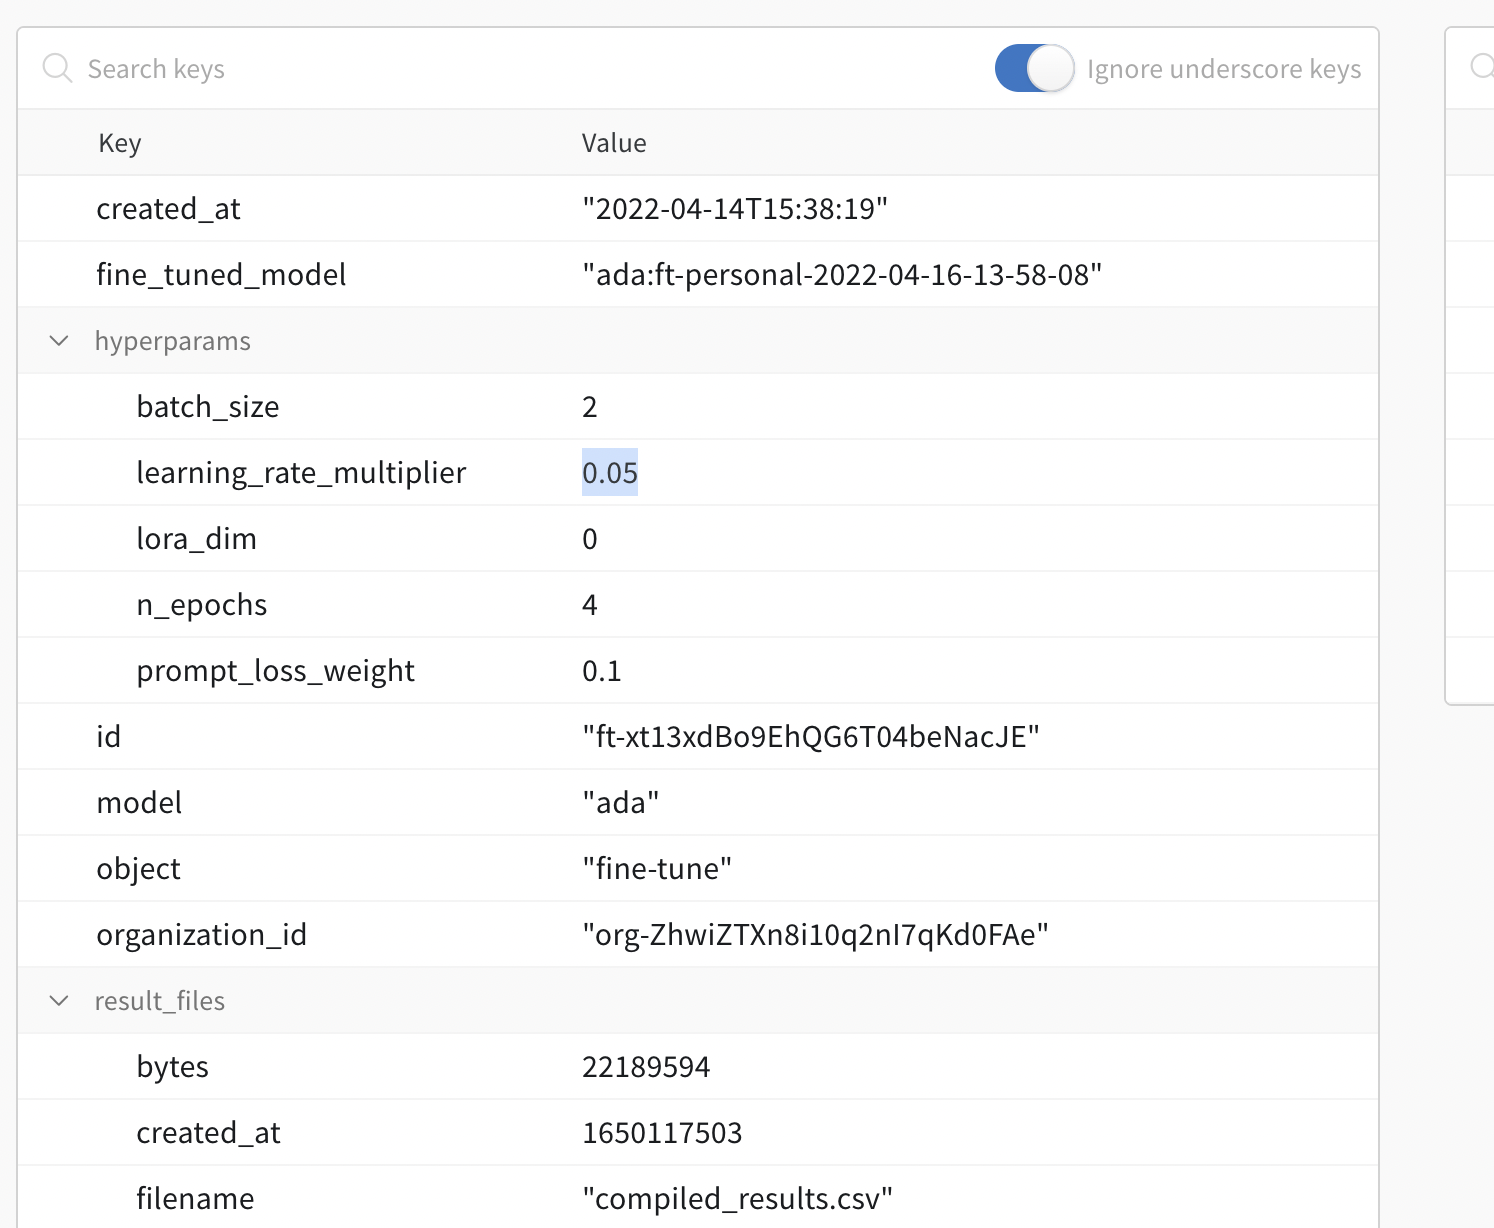 Search keys Ignore underscore keys
Key Value
created_at "2022-04-14T15:38:19"
fine_tuned_model "ada:ft-personal-2022-04-16-13-58-08"
hyperparams
batch_size 2
learning_rate_multiplier 0.05
lora_dim 0
n_epochs 4
prompt_loss_weight 0.1
id "ft-xt13xdBo9EhQG6T04beNacJE"
model "ada"
object "fine-tune"
organization_id "org-ZhwiZTXn8i10q2nI7qKd0FAe"
result_files
bytes 22189594
created_at 1650117503
filename "compiled_results.csv"